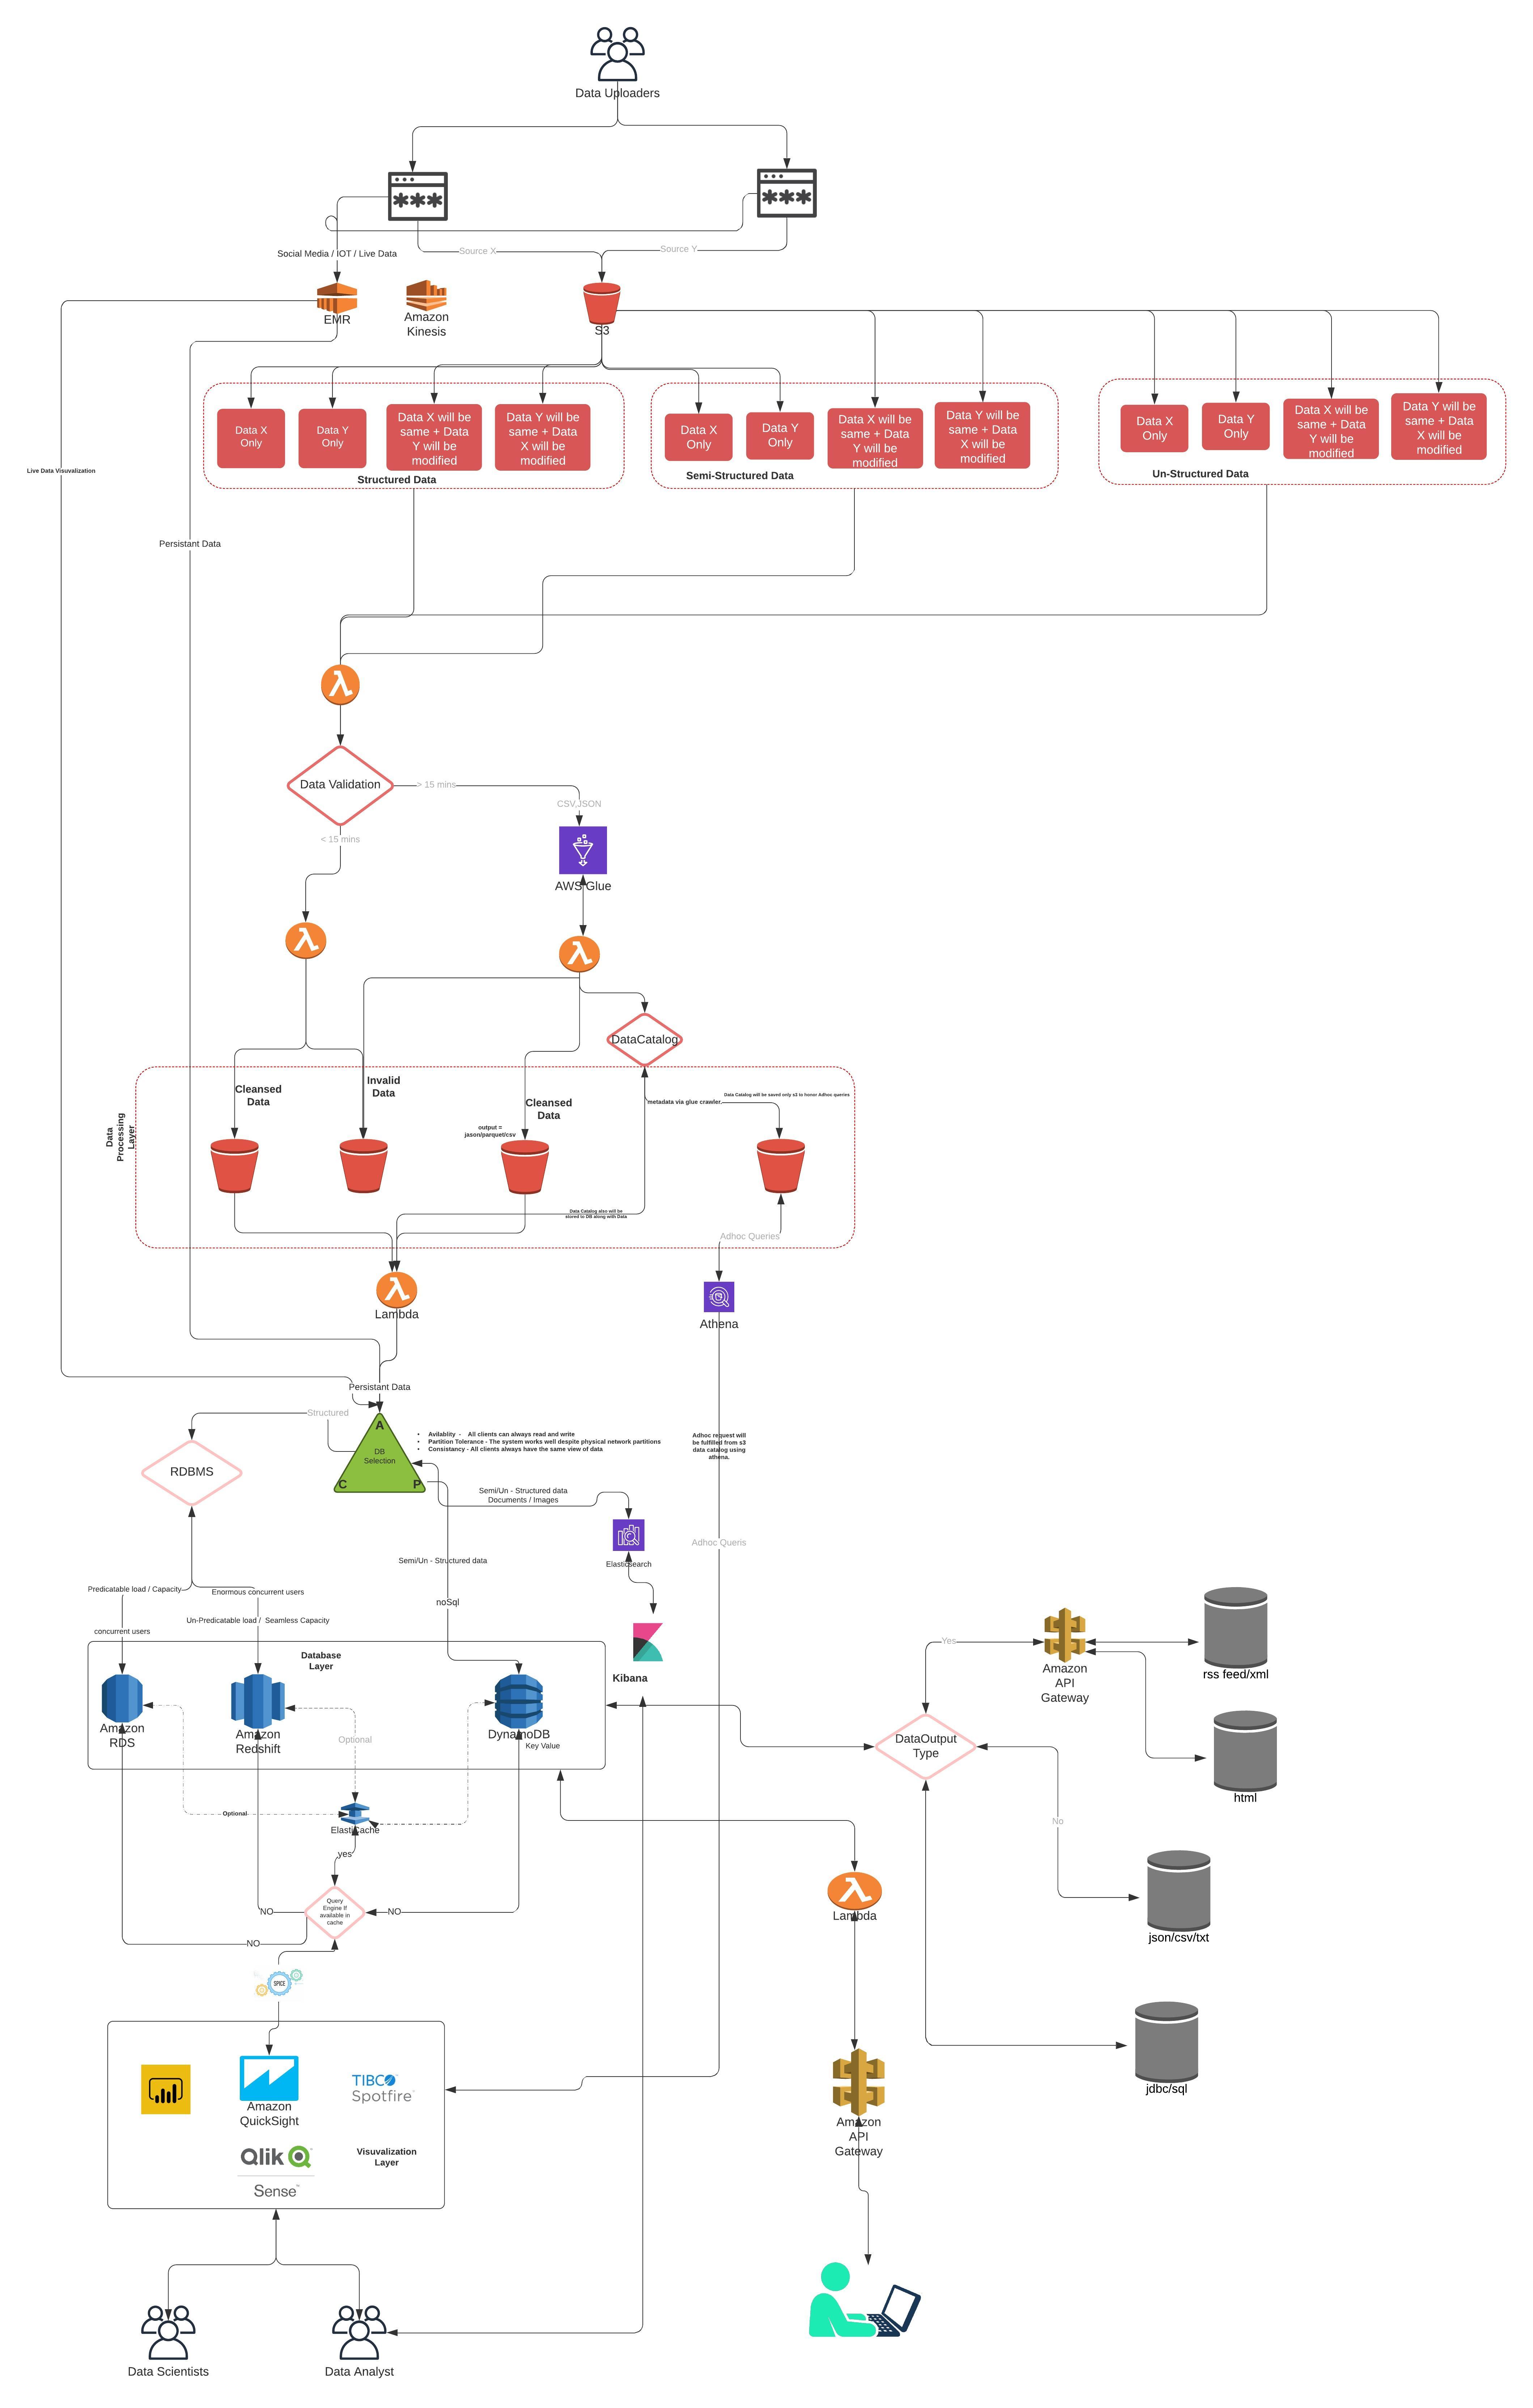 Data Uploaders
Social Media / IOT / Live Data
Source X
Source Y
EMR
Amazon
Kinesis
S3
Data X
Only
Data Y
Only
Data X will be
same + Data
Y will be
modified
Data Y will be
same + Data
X will be
modified
Structured Data
Data X
Only
Data Y
Only
Data X will be
same + Data
Y will be
modified
Data Y will be
same + Data
X will be
modified
Semi-Structured Data
Data X
Only
Data Y
Only
Data X will be
same + Data
Y will be
modified
Data Y will be
same + Data
X will be
modified
Un-Structured Data
Live Data Visuvalization
Persistant Data
Data Validation
> 15 mins
CSV,JSON
< 15 mins
AWS Glue
DataCatalog
Data
Processing
Layer
Cleansed
Data
Invalid
Data
Cleansed
Data
output =
jason/parquet/csv
metadata via glue crawler.
Data Catalog will be saved only s3 to honor Adhoc queries
Data Catalog also will be
stored to DB along with Data
Adhoc Queries
Lambda
Athena
Persistant Data
Structured
A
DB
Selection
C
P
• Avilablity - All clients can always read and write
• Partition Tolerance - The system works well despite physical network partitions
• Consistancy - All clients always have the same view of data
Adhoc request will
be fulfilled from s3
data catalog using
athena.
RDBMS
Semi/Un - Structured data
Documents / Images
Elasticsearch
Adhoc Queris
Semi/Un - Structured data
noSql
Predicatable load / Capacity
concurrent users
Enormous concurrent users
Un-Predicatable load / Seamless Capacity
Database
Layer
Kibana
Amazon
RDS
Amazon
Redshift
DynamoDB
Key Value
Optional
Optional
ElastiCache
yes
Query
Engine If
available in
cache
NO
NO
NO
SPICE
Amazon
QuickSight
TIBCO
Spotfire
Qlik Q
Sense
Visuvalization
Layer
Data Scientists
Data Analyst
Lambda
Amazon
API
Gateway
DataOutput
Type
Yes
No
Amazon
API
Gateway
rss feed/xml
html
json/csv/txt
jdbc/sql